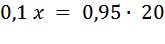 0,1 x = 0,95· 20